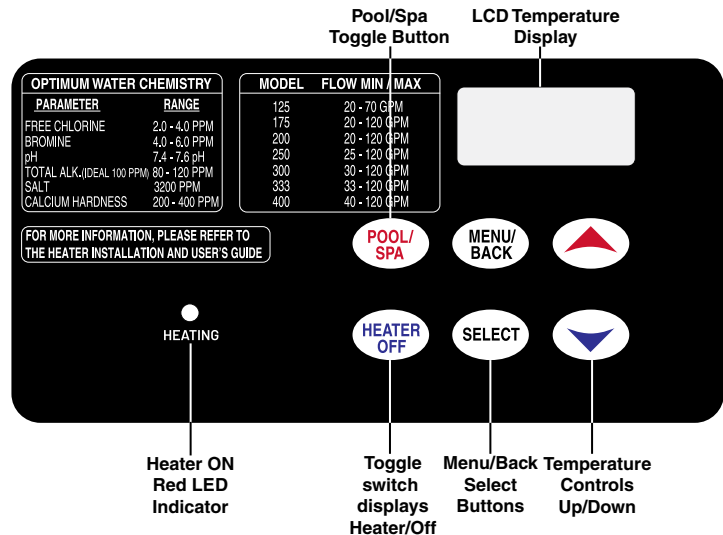 Pool/Spa
Toggle Button
LCD Temperature
Display
OPTIMUM WATER CHEMISTRY
PARAMETER RANGE
FREE CHLORINE 2.0 - 4.0 PPM
BROMINE 4.0 - 6.0 PPM
pH 7.4 - 7.6 pH
TOTAL ALK.(IDEAL 100 PPM) 80 - 120 PPM
SALT 3200 PPM
CALCIUM HARDNESS 200 - 400 PPM
MODEL FLOW MIN / MAX
125 20 - 70 GPM
175 20 - 120 GPM
200 20 - 120 GPM
250 25 - 120 GPM
300 30 - 120 GPM
333 33 - 120 GPM
400 40 - 120 GPM
FOR MORE INFORMATION, PLEASE REFER TO
THE HEATER INSTALLATION AND USER'S GUIDE
POOL/
SPA
MENU/
BACK
HEATING
HEATER
OFF
SELECT
Heater ON
Red LED
Indicator
Toggle
switch
displays
Heater/Off
Menu/Back
Select
Buttons
Temperature
Controls
Up/Down